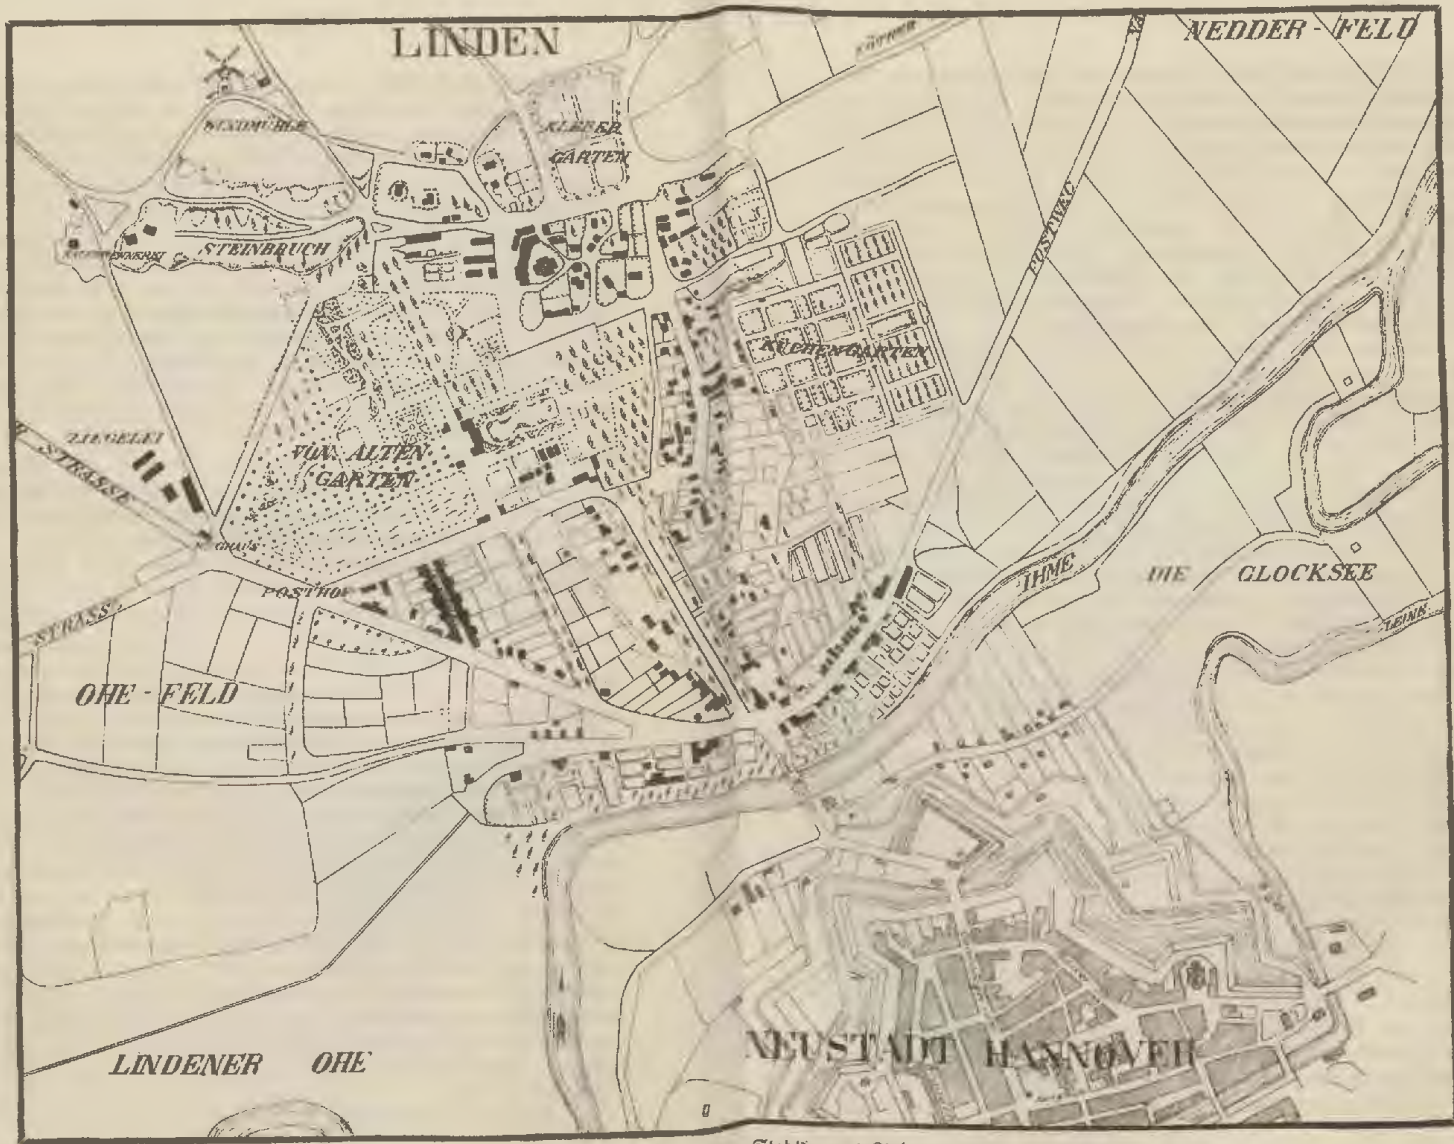 LINDEN
NEDDER-FELD
WINDMÜHLE
KÖTNER
KLEINER
GARTEN
POSTWEG
STEINBRUCH
KÜCHENGARTEN
ZIEGELEI
STRASSE
VON ALTEN
GARTEN
POSTHOF
IHME
DIE GLOCKSEE
STRASSE
LEINE
OHE-FELD
NEUSTADT HANNOVER
LINDENER OHE